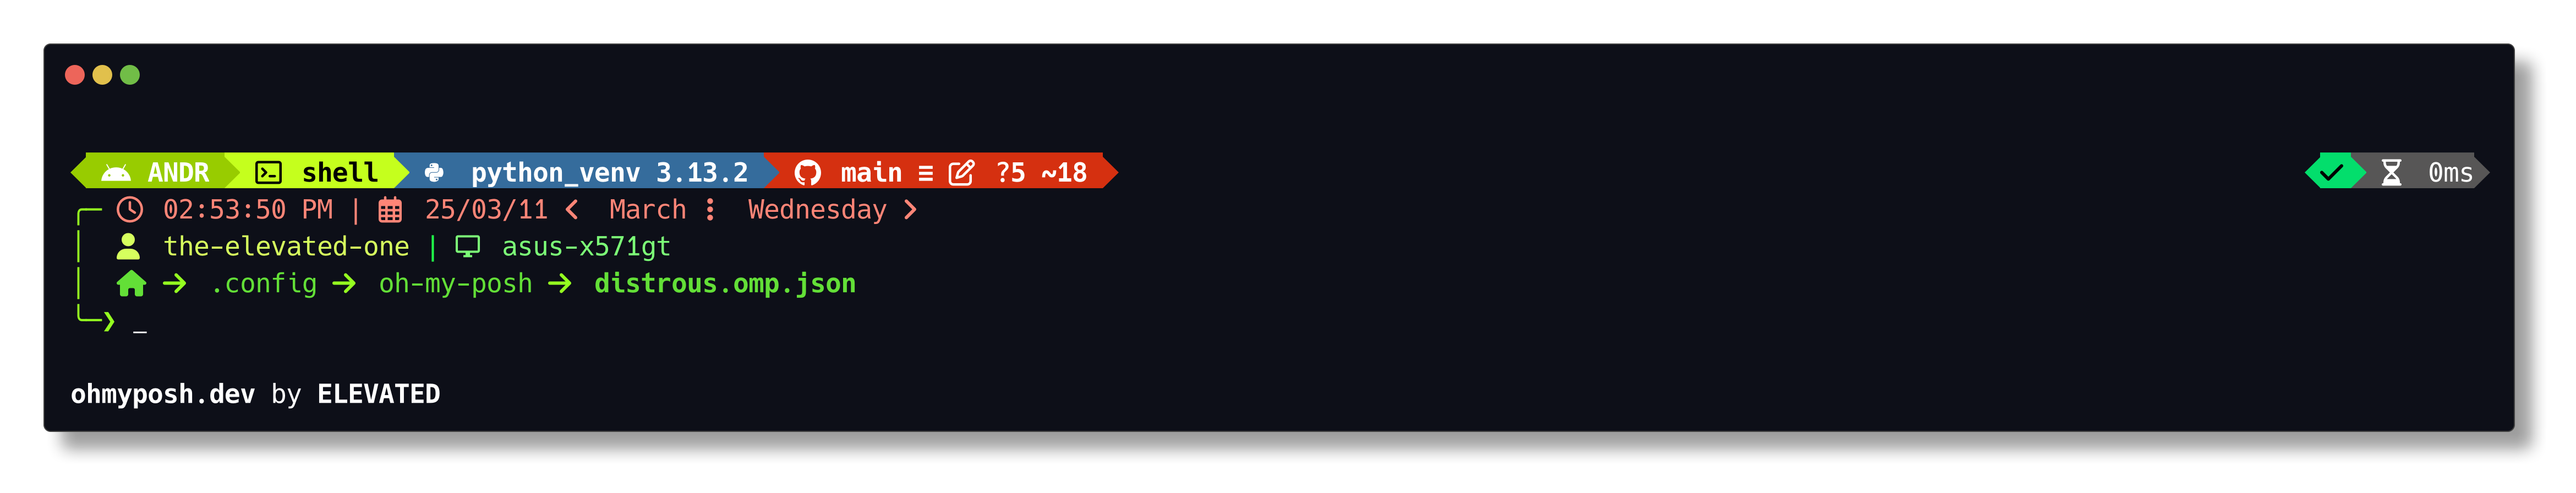 ANDR shell python_venv 3.13.2 main ≡ ?5 ~18 0ms
02:53:50 PM | 25/03/11 < March ⋮ Wednesday >
the-elevated-one | asus-x571gt
→ .config → oh-my-posh → distrous.omp.json
❯ _
ohmyposh.dev by ELEVATED